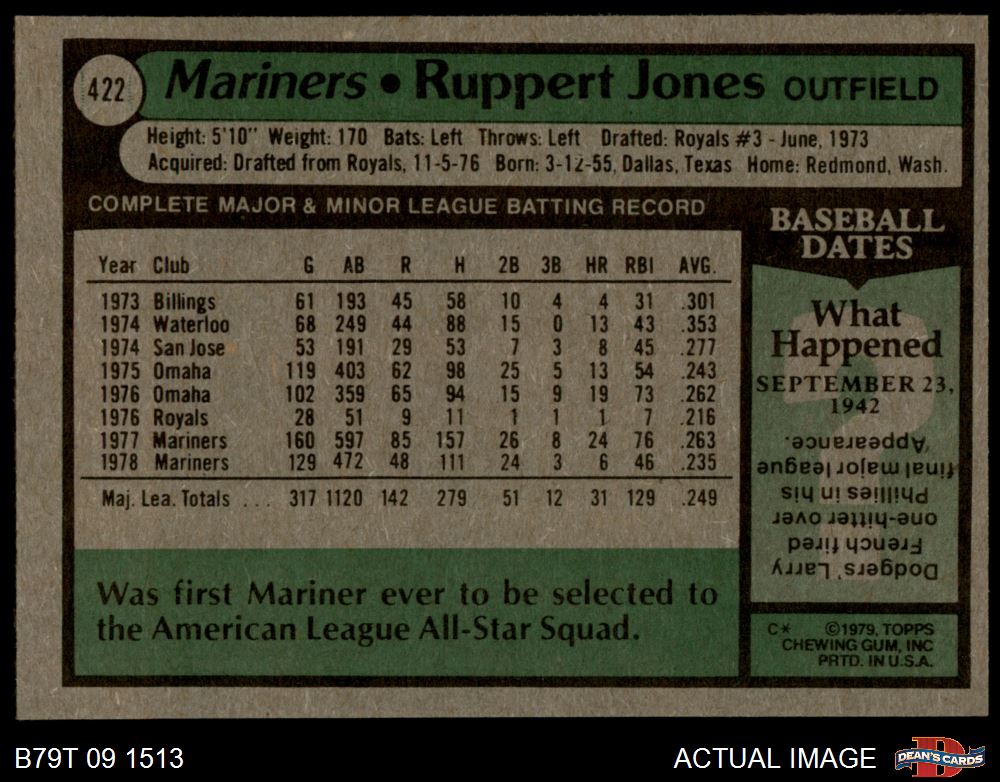 422
Mariners • Ruppert Jones OUTFIELD
Height: 5'10" Weight: 170 Bats: Left Throws: Left Drafted: Royals #3 - June, 1973
Acquired: Drafted from Royals, 11-5-76 Born: 3-12-55, Dallas, Texas Home: Redmond, Wash.
COMPLETE MAJOR & MINOR LEAGUE BATTING RECORD
Year Club G AB R H 2B 3B HR RBI AVG.
1973 Billings 61 193 45 58 10 4 4 31 .301
1974 Waterloo 68 249 44 88 15 0 13 43 .353
1974 San Jose 53 191 29 53 7 3 8 45 .277
1975 Omaha 119 403 62 98 25 5 13 54 .243
1976 Omaha 102 359 65 94 15 9 19 73 .262
1976 Royals 28 51 9 11 1 1 1 7 .216
1977 Mariners 160 597 85 157 26 8 24 76 .263
1978 Mariners 129 472 48 111 24 3 6 46 .235
Maj. Lea. Totals ... 317 1120 142 279 51 12 31 129 .249
Was first Mariner ever to be selected to
the American League All-Star Squad.
BASEBALL
DATES
What
Happened
SEPTEMBER 23,
1942
?
Dodgers' Larry
French fired
one-hitter over
Phillies in his
final major league
Appearance.
C* ©1979, TOPPS
CHEWING GUM, INC
PRTD. IN U.S.A.
B79T 09 1513
ACTUAL IMAGE
D
DEAN'S CARDS